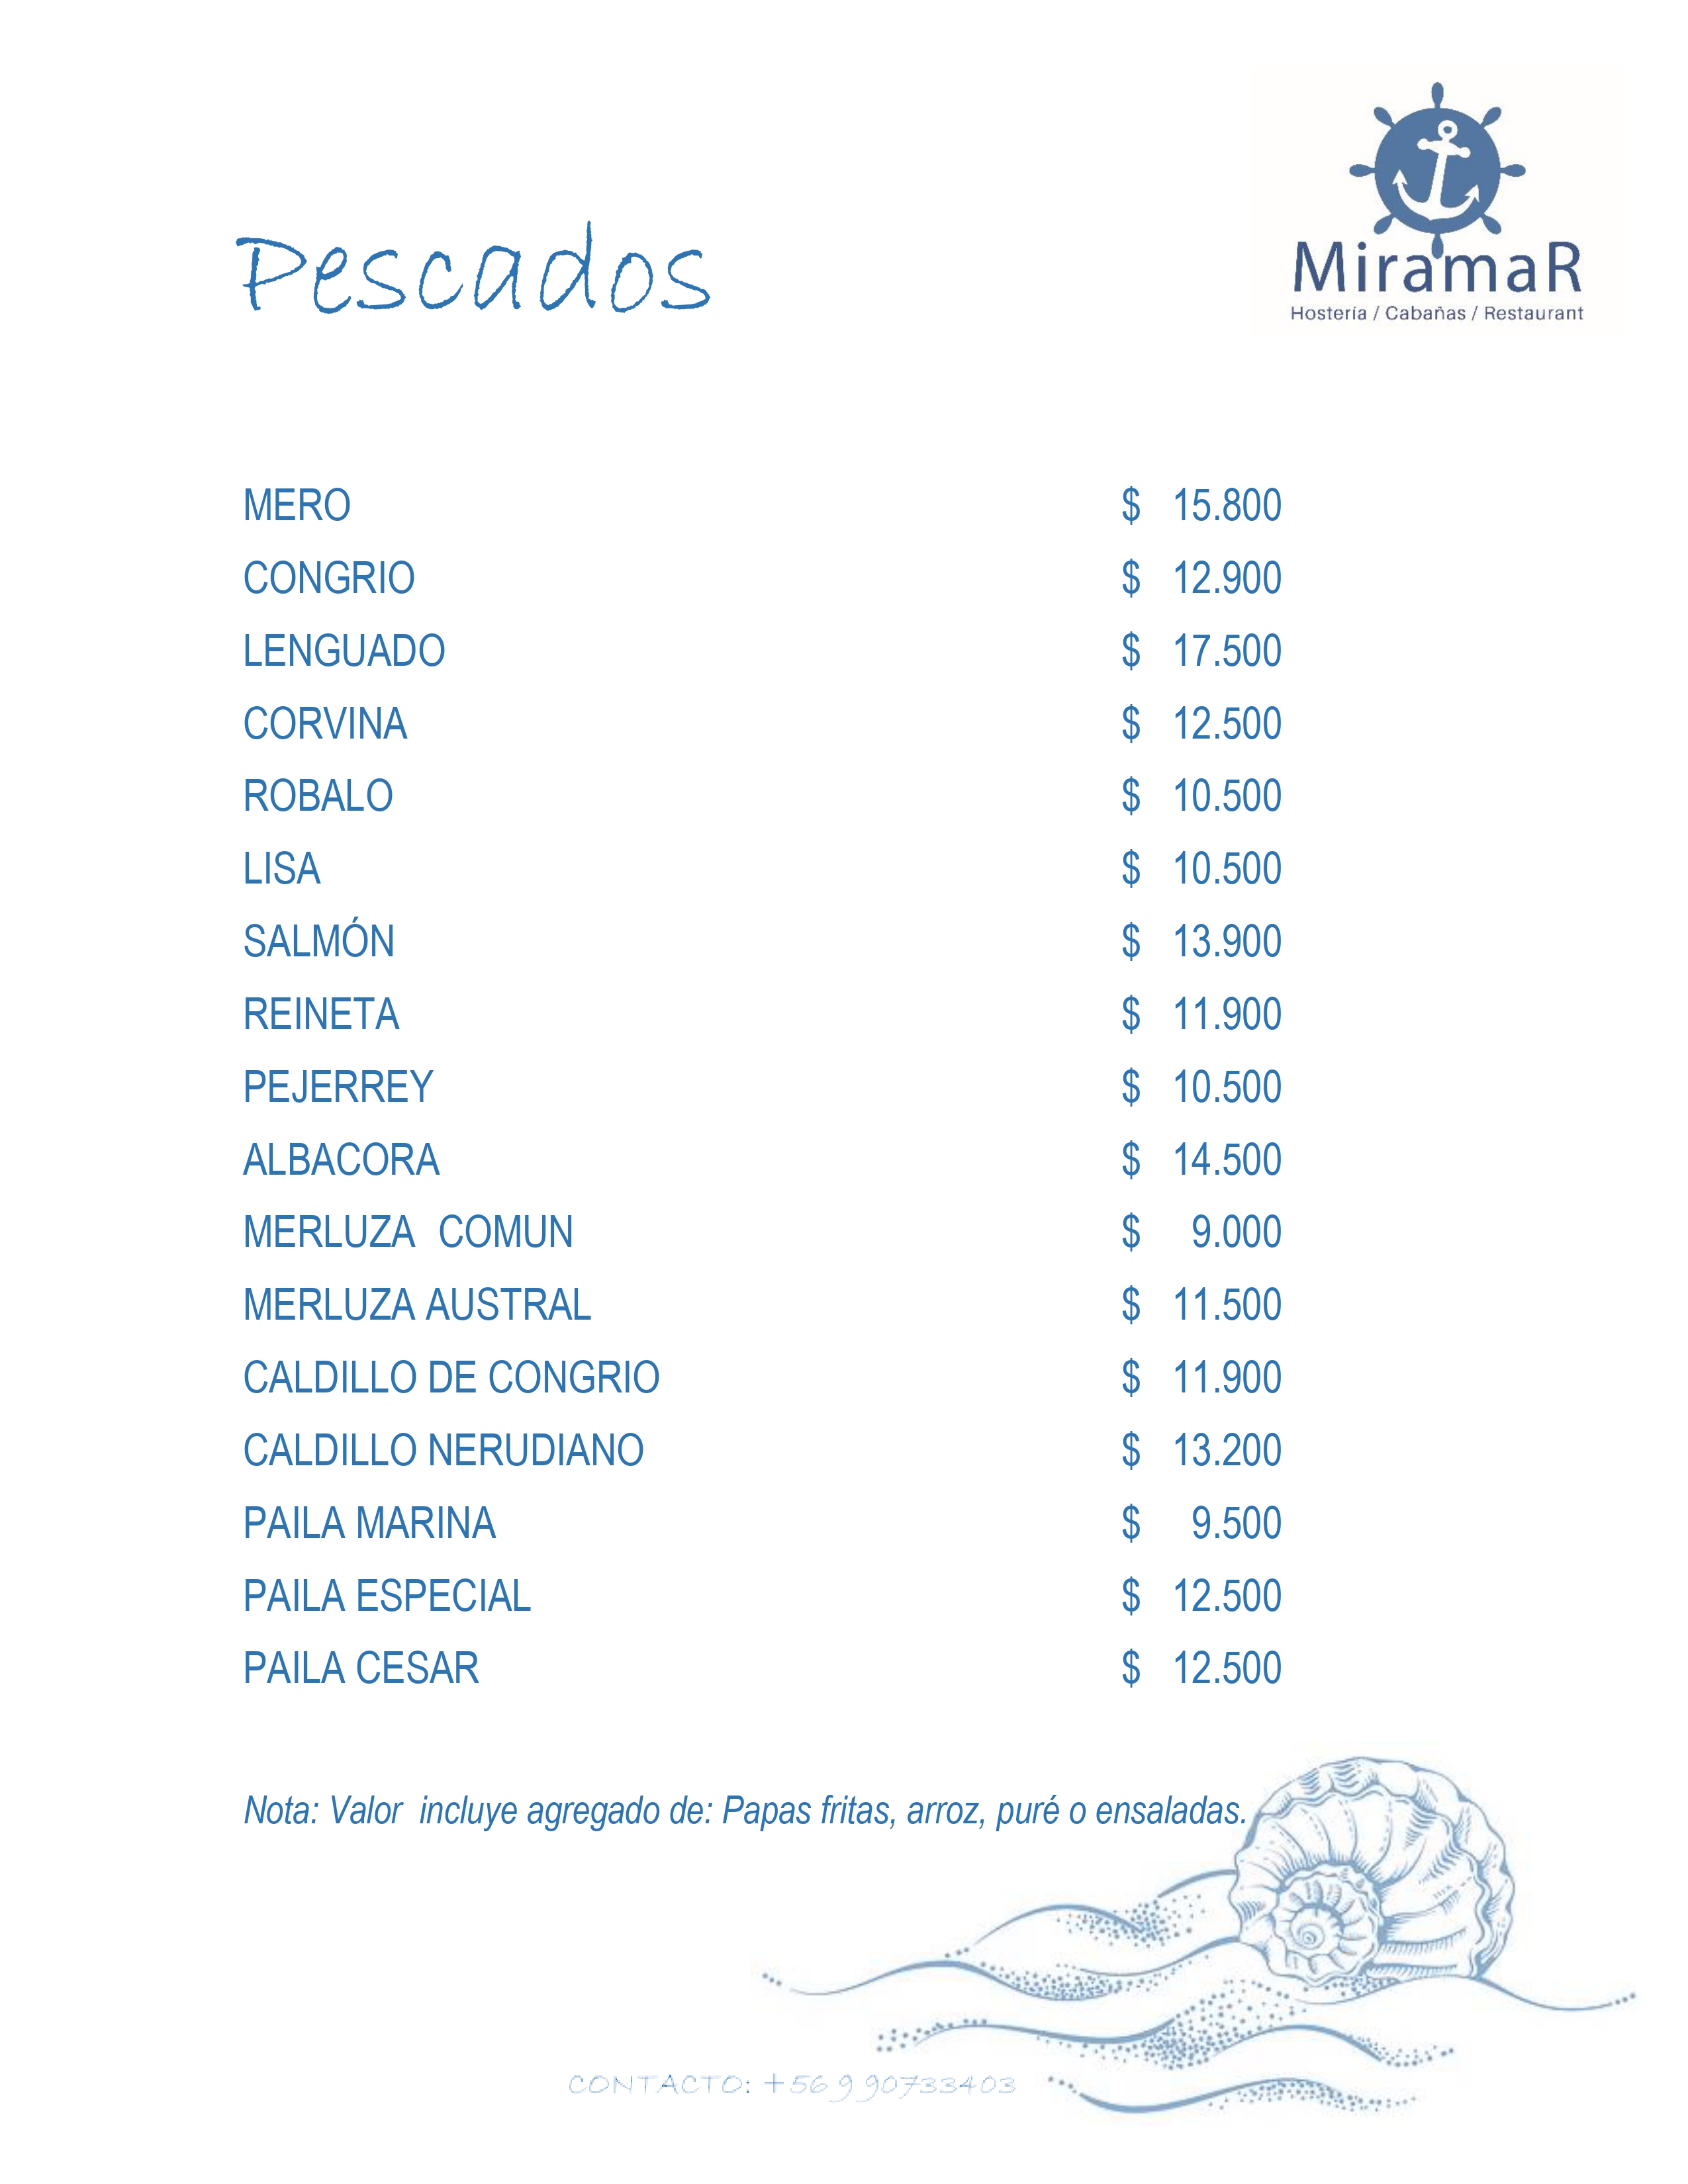 MiramaR
Hostería / Cabañas / Restaurant
Pescados
MERO $ 15.800
CONGRIO $ 12.900
LENGUADO $ 17.500
CORVINA $ 12.500
ROBALO $ 10.500
LISA $ 10.500
SALMÓN $ 13.900
REINETA $ 11.900
PEJERREY $ 10.500
ALBACORA $ 14.500
MERLUZA COMUN $ 9.000
MERLUZA AUSTRAL $ 11.500
CALDILLO DE CONGRIO $ 11.900
CALDILLO NERUDIANO $ 13.200
PAILA MARINA $ 9.500
PAILA ESPECIAL $ 12.500
PAILA CESAR $ 12.500
Nota: Valor incluye agregado de: Papas fritas, arroz, puré o ensaladas.
CONTACTO: +56 9 90733403